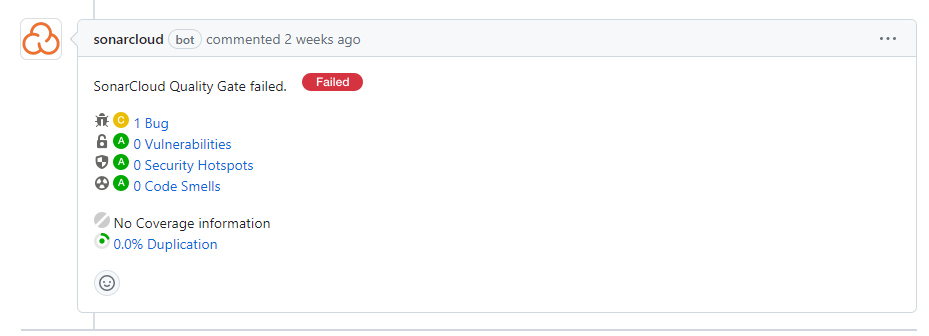 sonarcloud bot commented 2 weeks ago
SonarCloud Quality Gate failed. Failed
C 1 Bug
A 0 Vulnerabilities
A 0 Security Hotspots
A 0 Code Smells
No Coverage information
0.0% Duplication